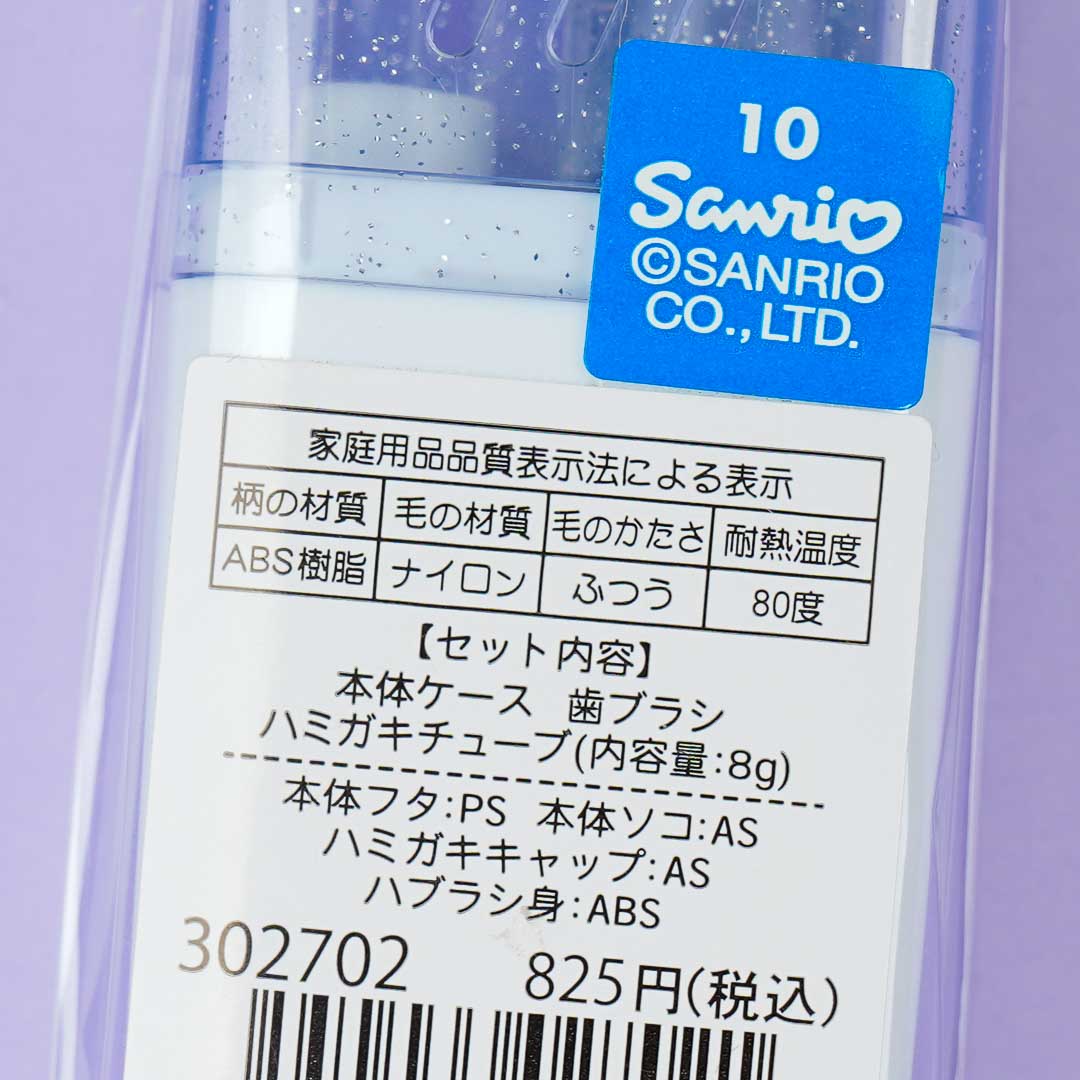 10
Sanrio
©SANRIO
CO.,LTD.
家庭用品品質表示法による表示
柄の材質 毛の材質 毛のかたさ 耐熱温度
ABS樹脂 ナイロン ふつう 80度
【セット内容】
本体ケース 歯ブラシ
ハミガキチューブ(内容量:8g)
本体フタ:PS 本体ソコ:AS
ハミガキキャップ:AS
ハブラシ身:ABS
302702 825円(税込)